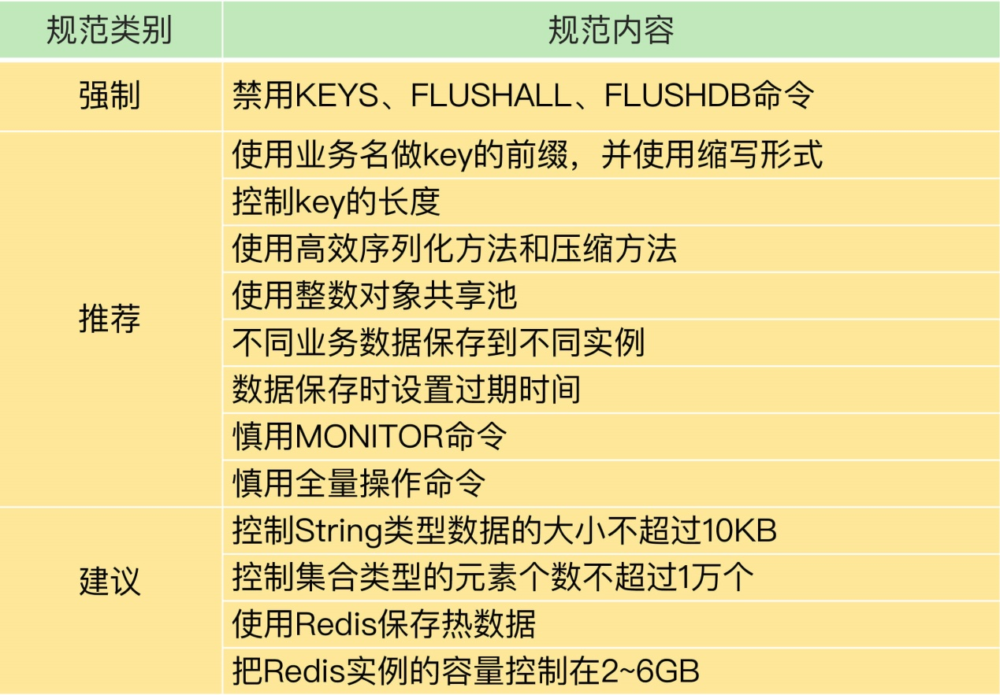 规范类别 规范内容
强制 禁用KEYS、FLUSHALL、FLUSHDB命令
使用业务名做key的前缀，并使用缩写形式
控制key的长度
使用高效序列化方法和压缩方法
使用整数对象共享池
推荐
不同业务数据保存到不同实例
数据保存时设置过期时间
慎用MONITOR命令
慎用全量操作命令
控制String类型数据的大小不超过10KB
控制集合类型的元素个数不超过1万个
建议
使用Redis保存热数据
把Redis实例的容量控制在2~6GB